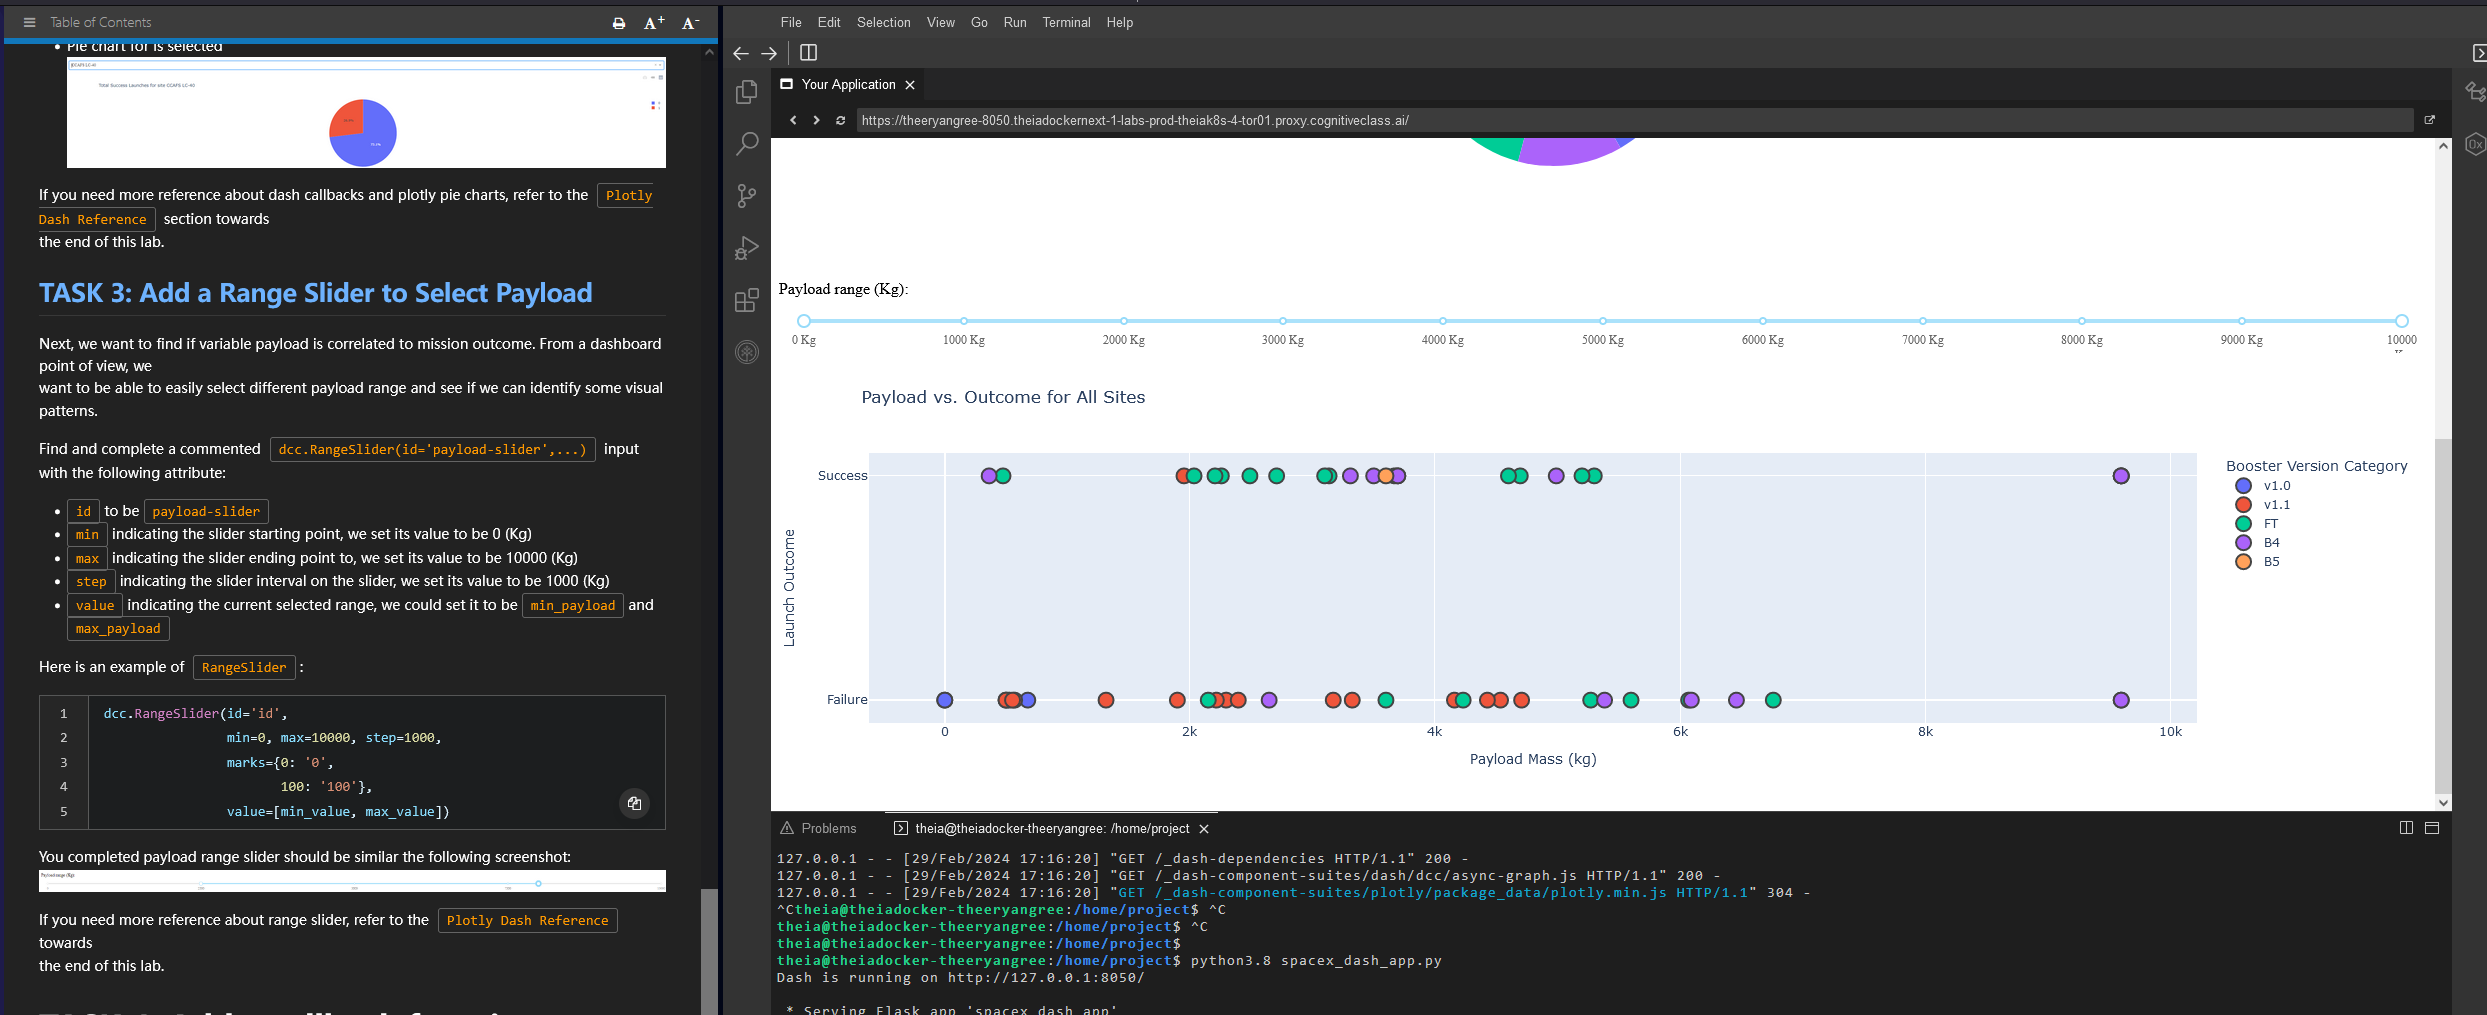 Table of Contents
A+ A-
Pie chart for is selected
Total Success Launches for site CCAFS LC-40
If you need more reference about dash callbacks and plotly pie charts, refer to the Plotly
Dash Reference section towards
the end of this lab.
TASK 3: Add a Range Slider to Select Payload
Next, we want to find if variable payload is correlated to mission outcome. From a dashboard
point of view, we
want to be able to easily select different payload range and see if we can identify some visual
patterns.
Find and complete a commented dcc.RangeSlider(id='payload-slider',...) input
with the following attribute:
id to be payload-slider
min indicating the slider starting point, we set its value to be 0 (Kg)
max indicating the slider ending point to, we set its value to be 10000 (Kg)
step indicating the slider interval on the slider, we set its value to be 1000 (Kg)
value indicating the current selected range, we could set it to be min_payload and
max_payload
Here is an example of RangeSlider :
1 dcc.RangeSlider(id='id',
2 min=0, max=10000, step=1000,
3 marks={0: '0',
4 100: '100'},
5 value=[min_value, max_value])
You completed payload range slider should be similar the following screenshot:
Payload range (Kg):
If you need more reference about range slider, refer to the Plotly Dash Reference
towards
the end of this lab.
File Edit Selection View Go Run Terminal Help
Your Application
https://theeryangree-8050.theiadockernext-1-labs-prod-theiak8s-4-tor01.proxy.cognitiveclass.ai/
Payload range (Kg):
0 Kg 1000 Kg 2000 Kg 3000 Kg 4000 Kg 5000 Kg 6000 Kg 7000 Kg 8000 Kg 9000 Kg 10000
Payload vs. Outcome for All Sites
Launch Outcome
Success
Failure
0 2k 4k 6k 8k 10k
Payload Mass (kg)
Booster Version Category
v1.0
v1.1
FT
B4
B5
Problems theia@theiadocker-theeryangree: /home/project
127.0.0.1 - - [29/Feb/2024 17:16:20] "GET /_dash-dependencies HTTP/1.1" 200 -
127.0.0.1 - - [29/Feb/2024 17:16:20] "GET /_dash-component-suites/dash/dcc/async-graph.js HTTP/1.1" 200 -
127.0.0.1 - - [29/Feb/2024 17:16:20] "GET /_dash-component-suites/plotly/package_data/plotly.min.js HTTP/1.1" 304 -
^Ctheia@theiadocker-theeryangree:/home/project$ ^C
theia@theiadocker-theeryangree:/home/project$ ^C
theia@theiadocker-theeryangree:/home/project$
theia@theiadocker-theeryangree:/home/project$ python3.8 spacex_dash_app.py
Dash is running on http://127.0.0.1:8050/
* Serving Flask app 'spacex_dash_app'